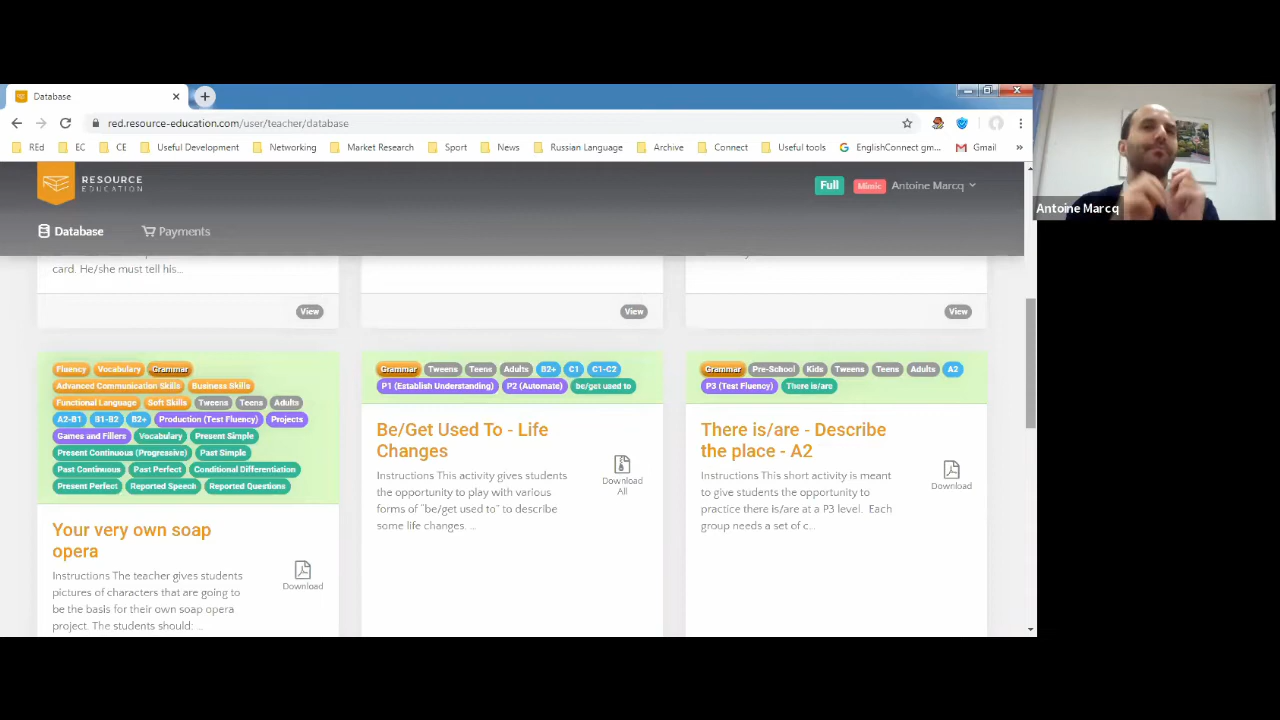 Database
red.resource-education.com/user/teacher/database
REd EC CE Useful Development Networking Market Research Sport News Russian Language Archive Connect Useful tools EnglishConnect gm... Gmail »
RESOURCE
EDUCATION
Full Mimic Antoine Marcq
Database Payments
card. He/she must tell his...
View View View
Antoine Marcq
Fluency Vocabulary Grammar
Advanced Communication Skills Business Skills
Functional Language Soft Skills Tweens Teens Adults
A2-B1 B1-B2 B2+ Production (Test Fluency) Projects
Games and Fillers Vocabulary Present Simple
Present Continuous (Progressive) Past Simple
Past Continuous Past Perfect Conditional Differentiation
Present Perfect Reported Speech Reported Questions
Your very own soap
opera
Instructions The teacher gives students
pictures of characters that are going to
be the basis for their own soap opera
project. The students should: ...
Download
Grammar Tweens Teens Adults B2+ C1 C1-C2
P1 (Establish Understanding) P2 (Automate) be/get used to
Be/Get Used To - Life
Changes
Instructions This activity gives students
the opportunity to play with various
forms of "be/get used to" to describe
some life changes. ...
Download
All
Grammar Pre-School Kids Tweens Teens Adults A2
P3 (Test Fluency) There is/are
There is/are - Describe
the place - A2
Instructions This short activity is meant
to give students the opportunity to
practice there is/are at a P3 level. Each
group needs a set of c...
Download